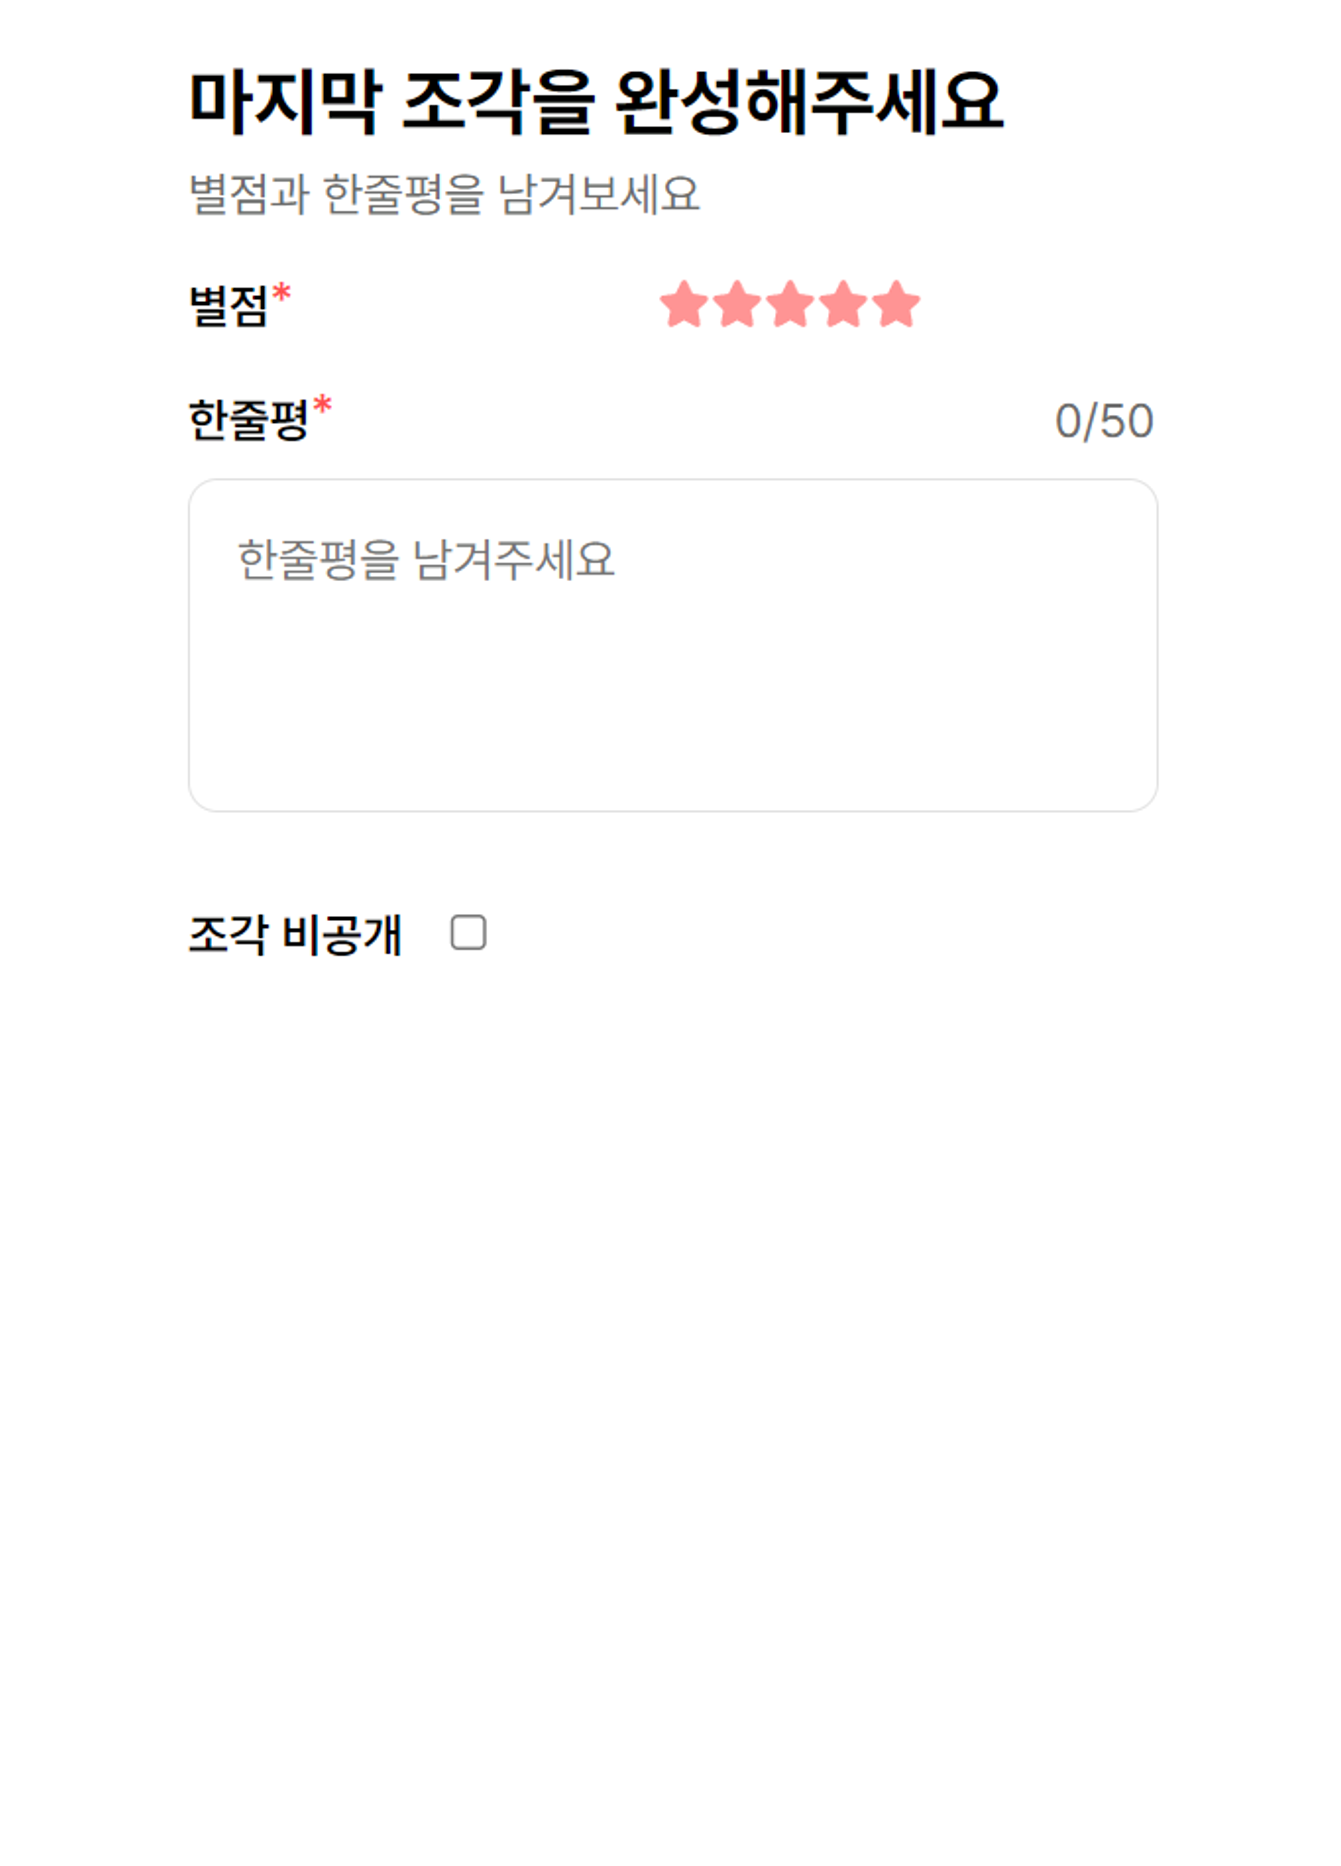 마지막 조각을 완성해주세요
별점과 한줄평을 남겨보세요
별점*
한줄평* 0/50
한줄평을 남겨주세요
조각 비공개